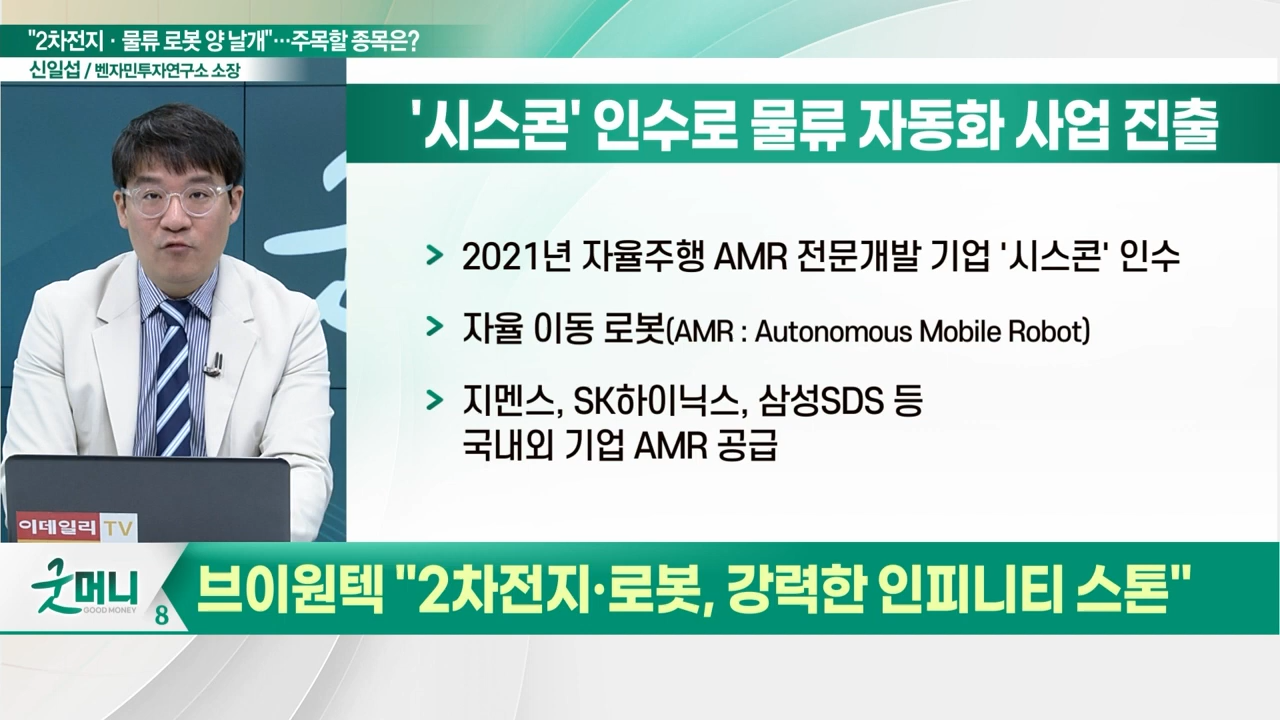 "2차전지 · 물류 로봇 양 날개"…주목할 종목은?
신일섭 / 벤자민투자연구소 소장
'시스콘' 인수로 물류 자동화 사업 진출
> 2021년 자율주행 AMR 전문개발 기업 '시스콘' 인수
> 자율 이동 로봇(AMR : Autonomous Mobile Robot)
> 지멘스, SK하이닉스, 삼성SDS 등
국내외 기업 AMR 공급
이데일리 TV
굿머니
GOOD MONEY
8
브이원텍 "2차전지·로봇, 강력한 인피니티 스톤"